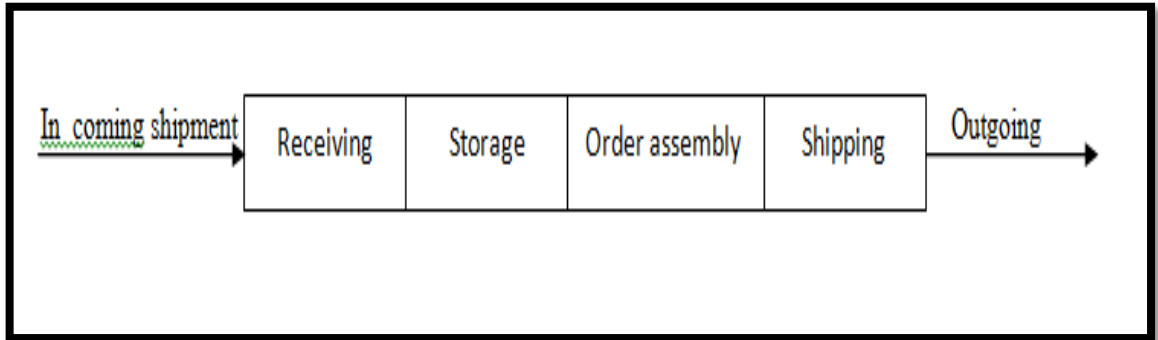 In coming shipment
Receiving
Storage
Order assembly
Shipping
Outgoing